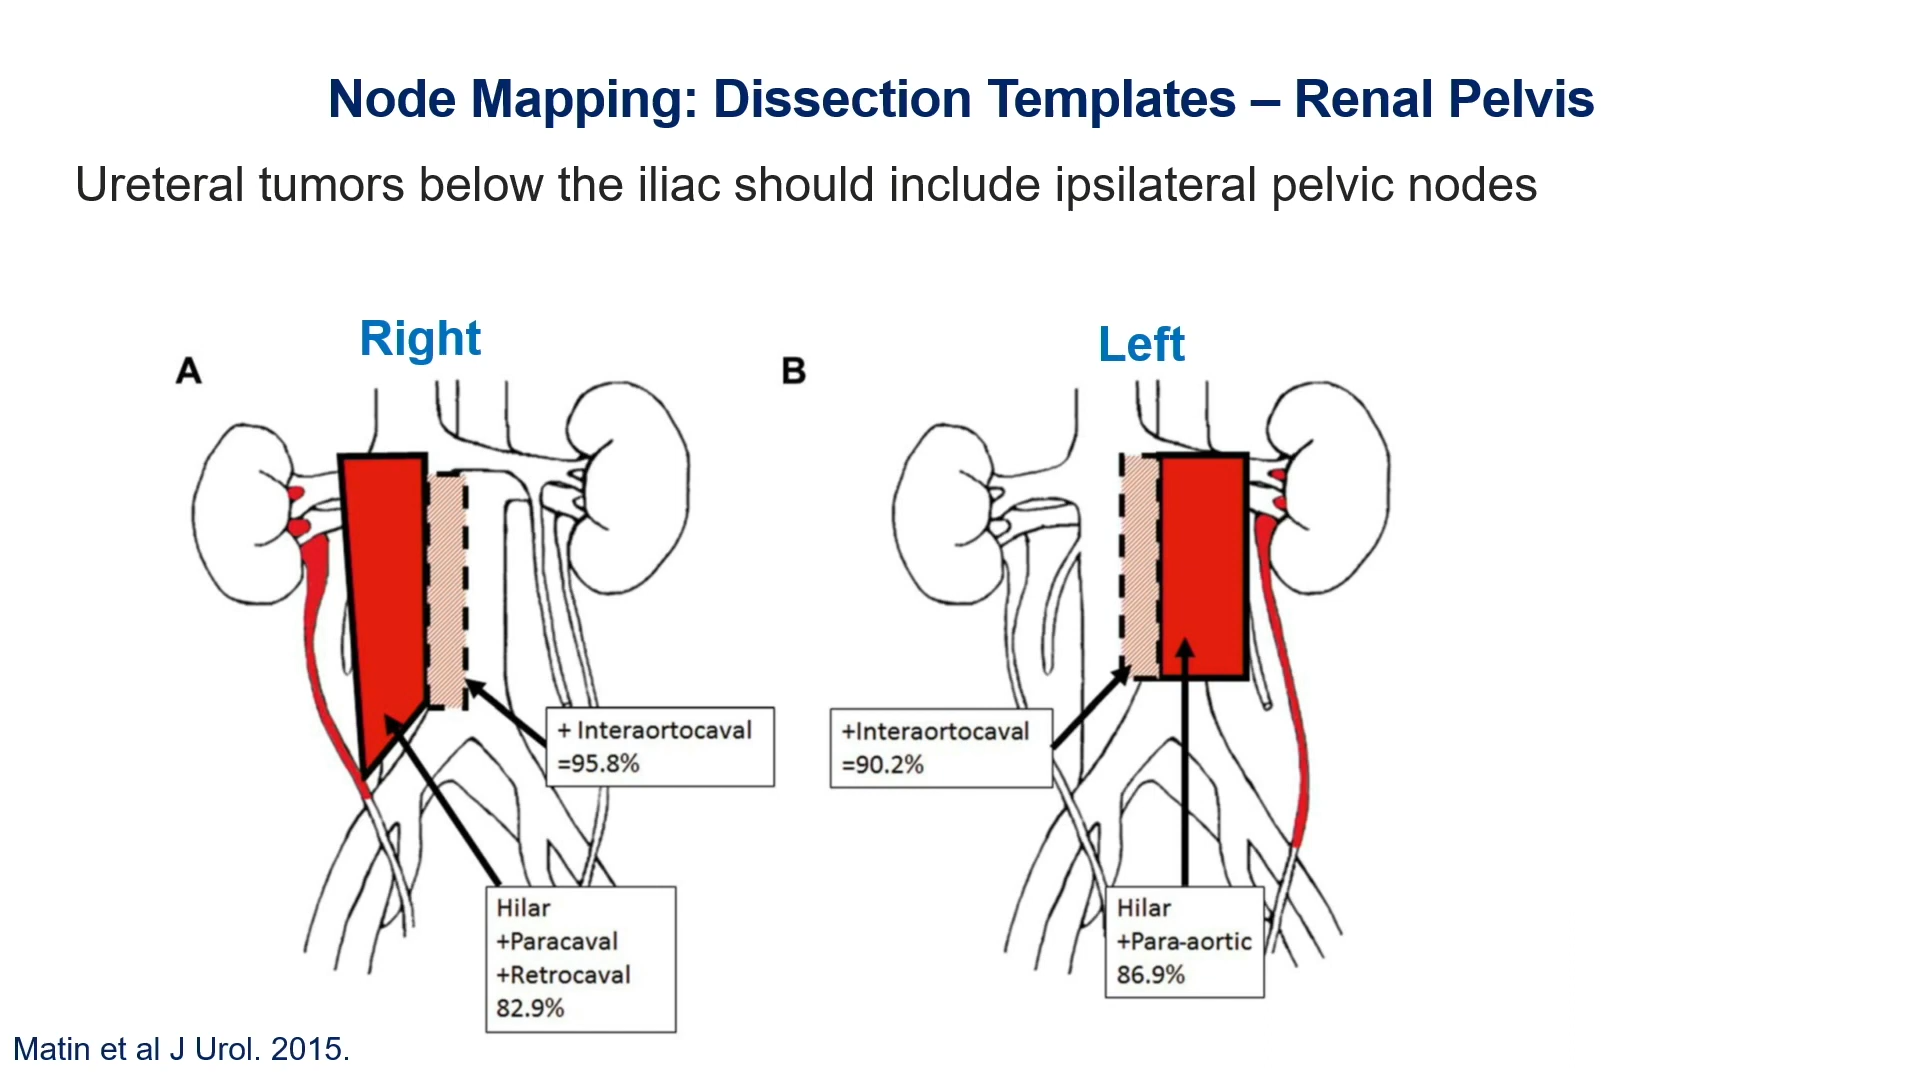 Node Mapping: Dissection Templates – Renal Pelvis
Ureteral tumors below the iliac should include ipsilateral pelvic nodes
Right
Left
A
B
+ Interaortocaval
=95.8%
+Interaortocaval
=90.2%
Hilar
+Paracaval
+Retrocaval
82.9%
Hilar
+Para-aortic
86.9%
Matin et al J Urol. 2015.